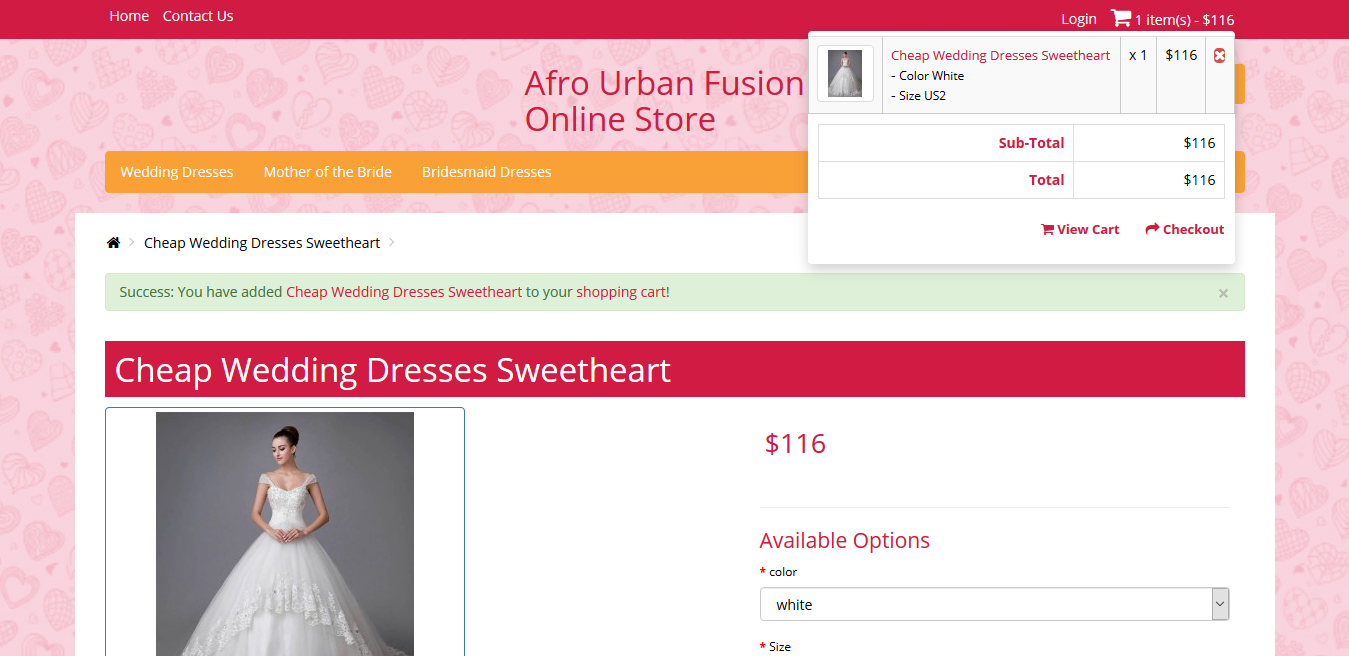 Home Contact Us
Login 1 item(s) - $116
Cheap Wedding Dresses Sweetheart x 1 $116
- Color White
- Size US2
Sub-Total $116
Total $116
View Cart Checkout
Afro Urban Fusion
Online Store
Wedding Dresses Mother of the Bride Bridesmaid Dresses
Cheap Wedding Dresses Sweetheart
Success: You have added Cheap Wedding Dresses Sweetheart to your shopping cart! ×
Cheap Wedding Dresses Sweetheart
$116
Available Options
* color
white
* Size